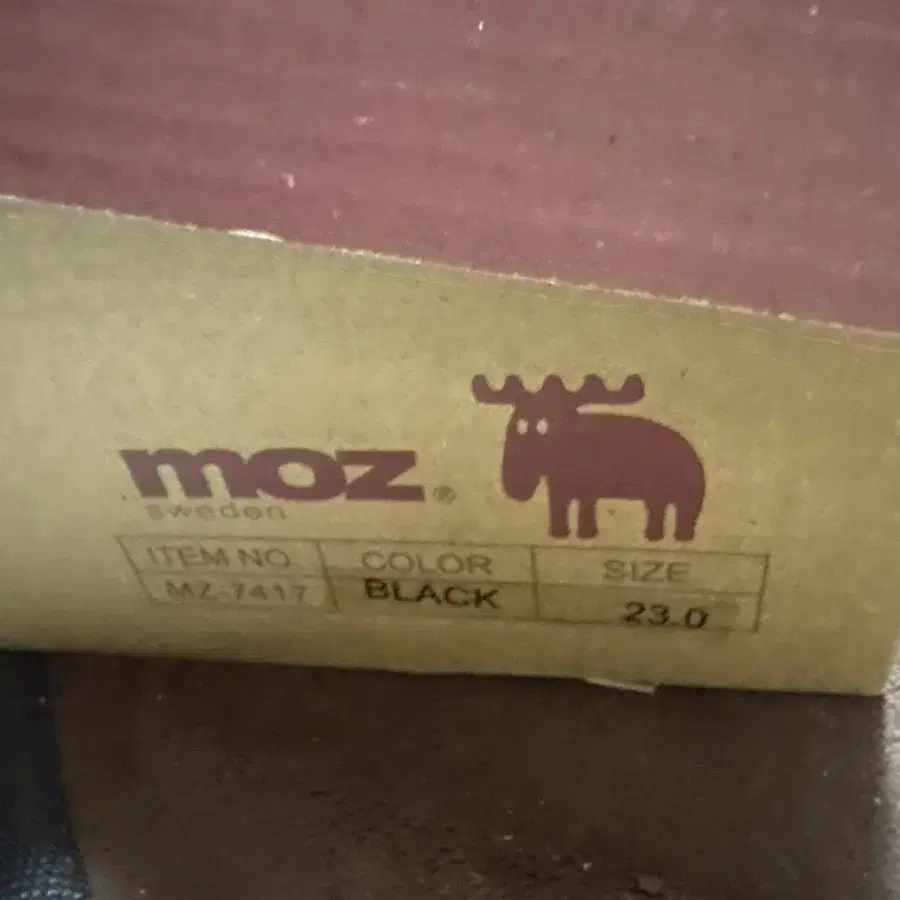 moz®
sweden
ITEM NO. COLOR SIZE
MZ-7417 BLACK 23.0